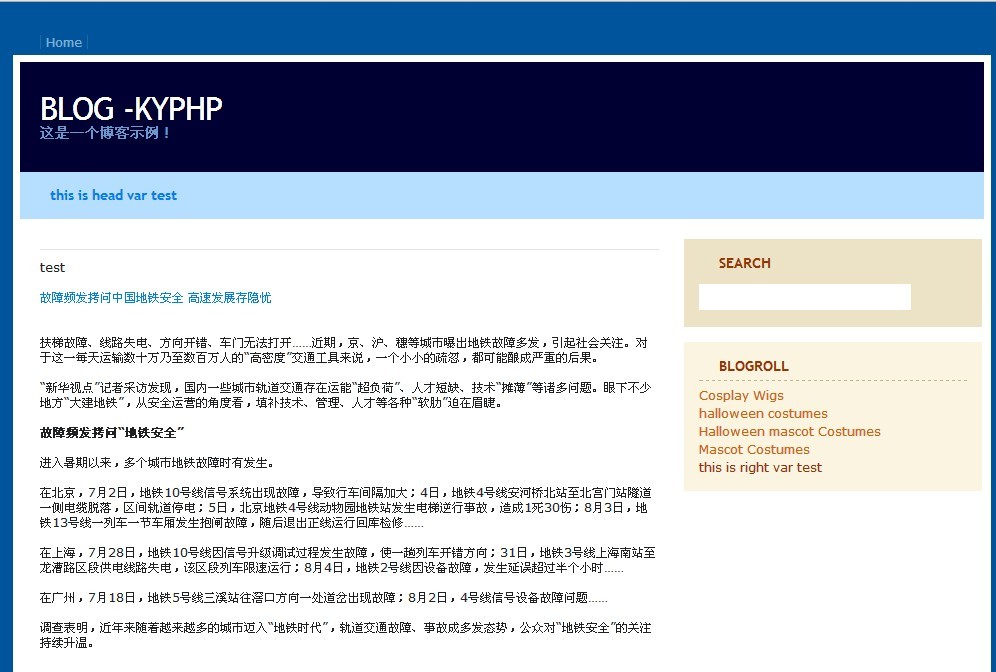 Home
BLOG -KYPHP
这是一个博客示例！
this is head var test
test
故障频发拷问中国地铁安全 高速发展存隐忧
扶梯故障、线路失电、方向开错、车门无法打开……近期，京、沪、穗等城市曝出地铁故障多发，引起社会关注。对
于这一每天运输数十万乃至数百万人的“高密度”交通工具来说，一个小小的疏忽，都可能酿成严重的后果。
“新华视点”记者采访发现，国内一些城市轨道交通存在运能“超负荷”、人才短缺、技术“摊薄”等诸多问题。眼下不少
地方“大建地铁”，从安全运营的角度看，填补技术、管理、人才等各种“软肋”迫在眉睫。
故障频发拷问“地铁安全”
进入暑期以来，多个城市地铁故障时有发生。
在北京，7月2日，地铁10号线信号系统出现故障，导致行车间隔加大；4日，地铁4号线安河桥北站至北宫门站隧道
一侧电缆脱落，区间轨道停电；5日，北京地铁4号线动物园地铁站发生电梯逆行事故，造成1死30伤；8月3日，地
铁13号线一列车一节车厢发生抱闸故障，随后退出正线运行回库检修……
在上海，7月28日，地铁10号线因信号升级调试过程发生故障，使一趟列车开错方向；31日，地铁3号线上海南站至
龙漕路区段供电线路失电，该区段列车限速运行；8月4日，地铁2号线因设备故障，发生延误超过半个小时……
在广州，7月18日，地铁5号线三溪站往滘口方向一处道岔出现故障；8月2日，4号线信号设备故障问题……
调查表明，近年来随着越来越多的城市迈入“地铁时代”，轨道交通故障、事故成多发态势，公众对“地铁安全”的关注
持续升温。
SEARCH
BLOGROLL
Cosplay Wigs
halloween costumes
Halloween mascot Costumes
Mascot Costumes
this is right var test